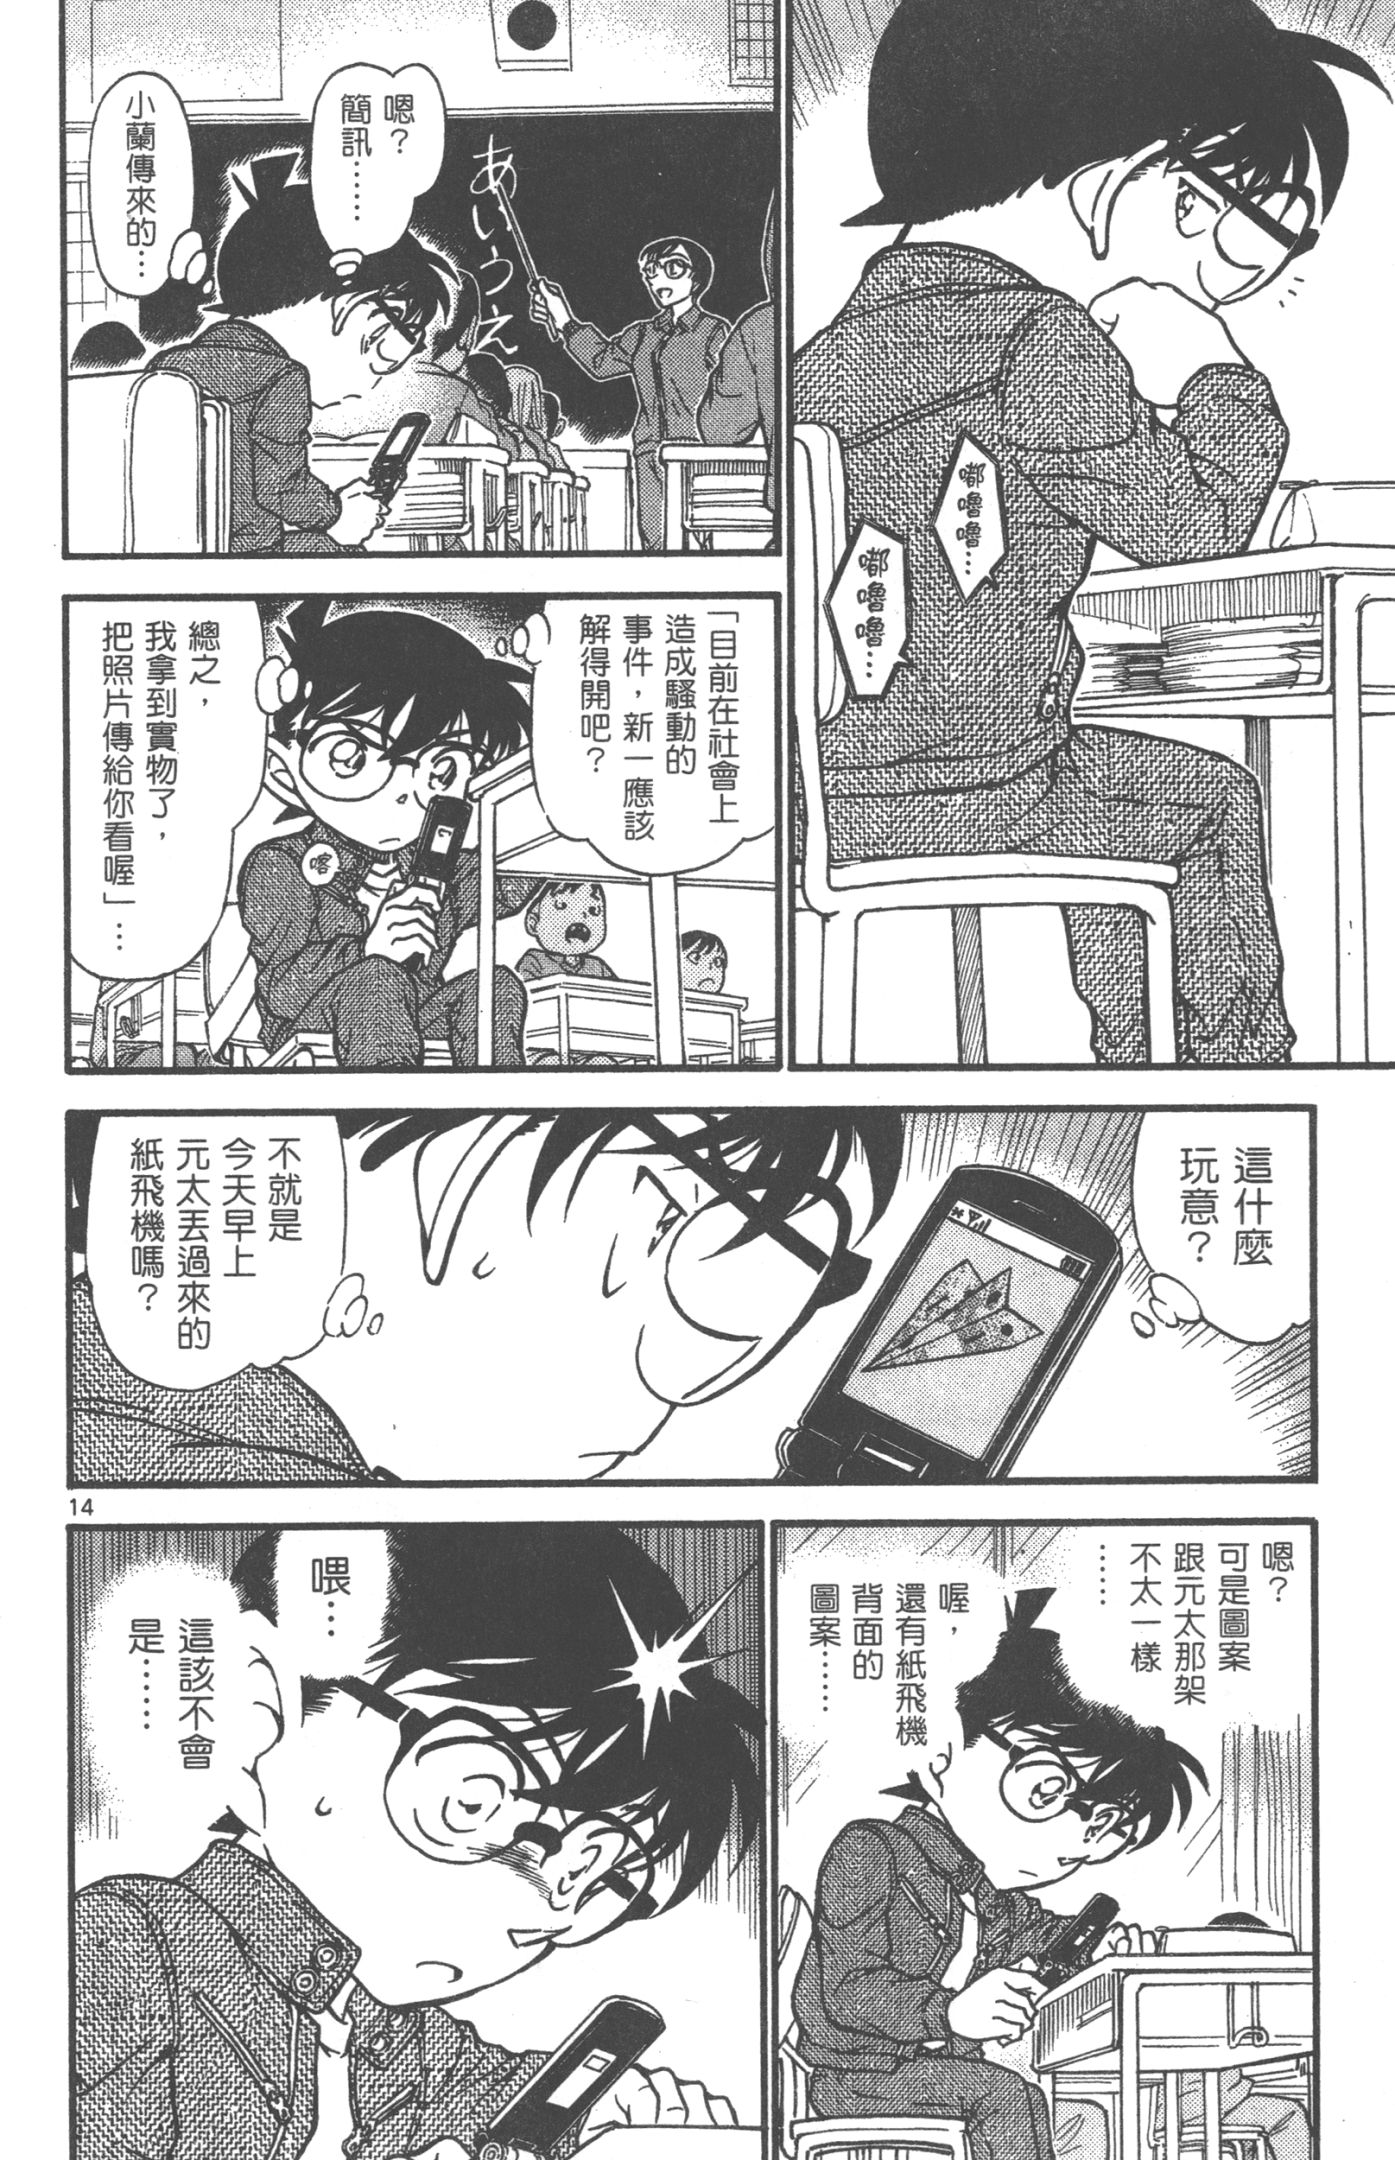 嘟嚕嚕…
嘟嚕嚕…
嗯？
簡訊……
小蘭傳來的…
あいうえ
「目前在社會上
造成騷動的
事件，新一應該
解得開吧？
總之，
我拿到實物了，
把照片傳給你看喔」…
喀
這什麼
玩意？
不就是
今天早上
元太丟過來的
紙飛機嗎？
14
嗯？
可是圖案
跟元太那架
不太一樣
……
喔，
還有紙飛機
背面的
圖案……
喂…
這該不會
是……